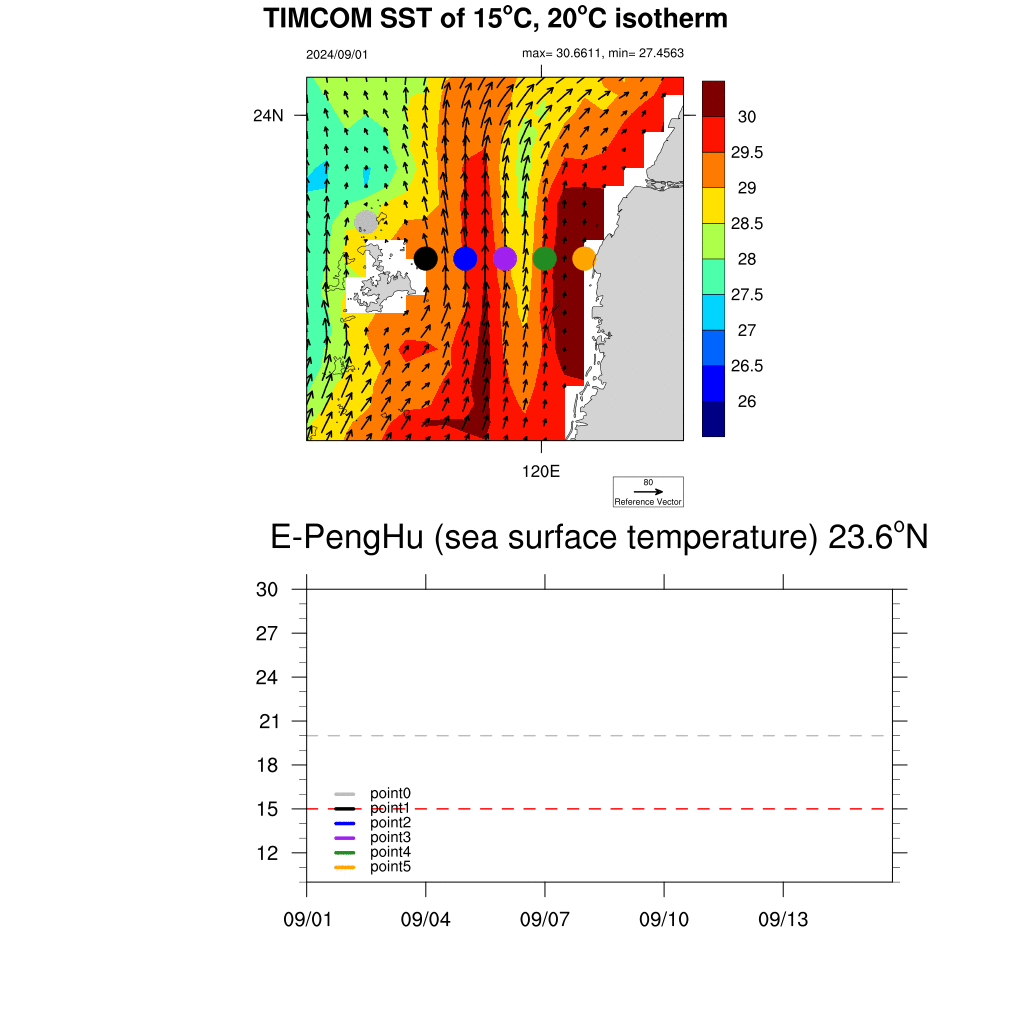 TIMCOM SST of 15°C, 20°C isotherm
2024/09/01
max= 30.6611, min= 27.4563
24N
30
29.5
29
28.5
28
27.5
27
26.5
26
120E
80
Reference Vector
E-PengHu (sea surface temperature) 23.6°N
30
27
24
21
18
15
12
point0
point1
point2
point3
point4
point5
09/01
09/04
09/07
09/10
09/13